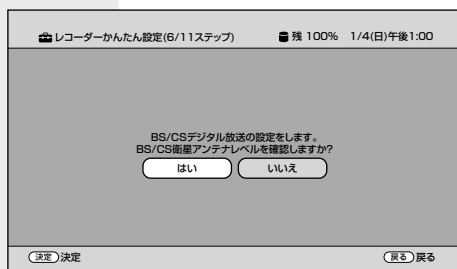 レコーダーかんたん設定(6/11ステップ) 残 100% 1/4(日)午後1:00
BS/CSデジタル放送の設定をします。
BS/CS衛星アンテナレベルを確認しますか?
はい いいえ
決定 決定 戻る 戻る